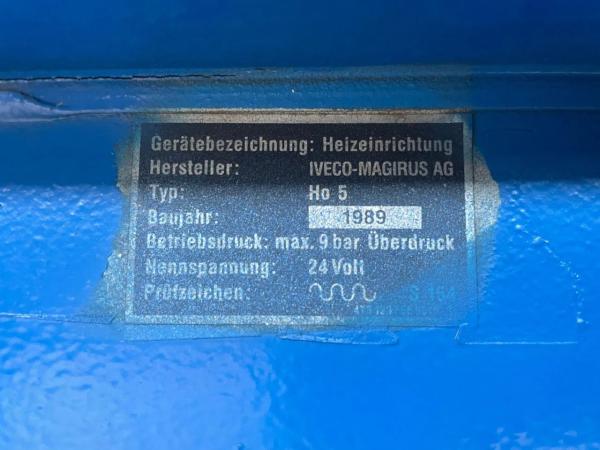 Gerätebezeichnung: Heizeinrichtung
Hersteller: IVECO-MAGIRUS AG
Typ: Ho 5
Baujahr: 1989
Betriebsdruck: max. 9 bar Überdruck
Nennspannung: 24 Volt
Prüfzeichen: S 164